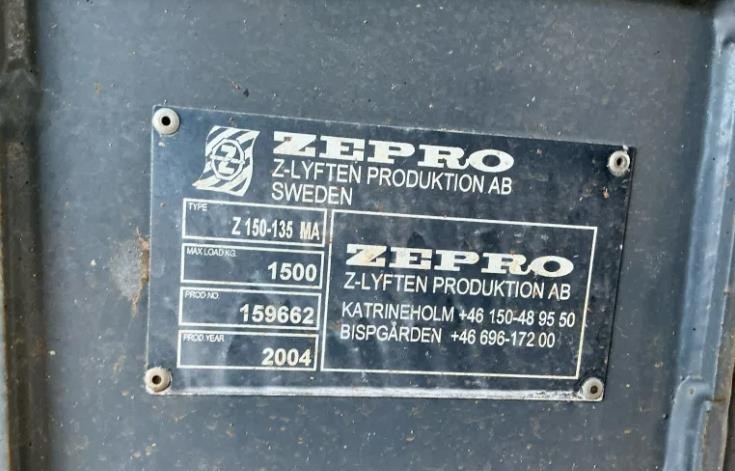 Z
ZEPRO
Z-LYFTEN PRODUKTION AB
SWEDEN
TYPE
Z 150-135 MA
MAX LOAD KG
1500
PROD NO.
159662
PROD YEAR
2004
ZEPRO
Z-LYFTEN PRODUKTION AB
KATRINEHOLM +46 150-48 95 50
BISPGÅRDEN +46 696-172 00